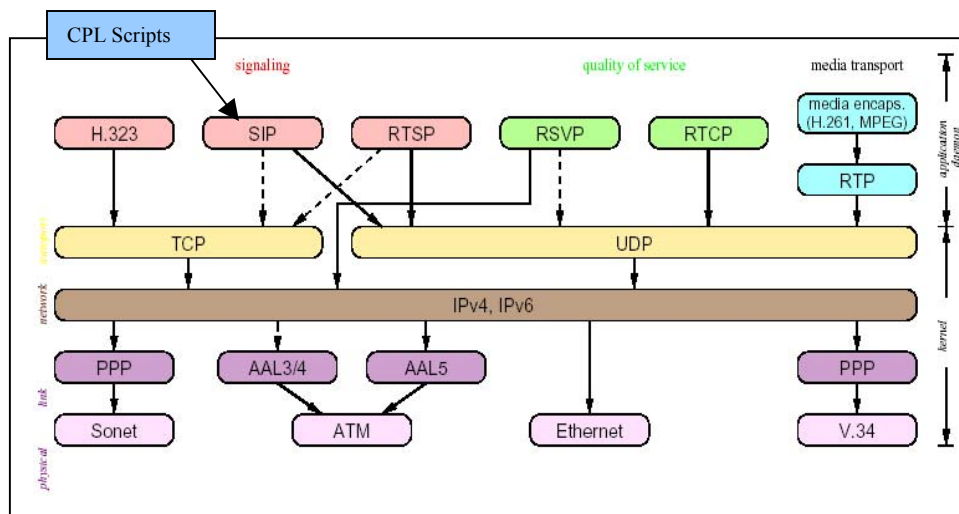 CPL Scripts
signaling
quality of service
media transport
media encaps.
(H.261, MPEG)
H.323
SIP
RTSP
RSVP
RTCP
application
daemon
RTP
TCP
UDP
network
IPv4, IPv6
kernel
PPP
AAL3/4
AAL5
PPP
link
Sonet
ATM
Ethernet
V.34
physical